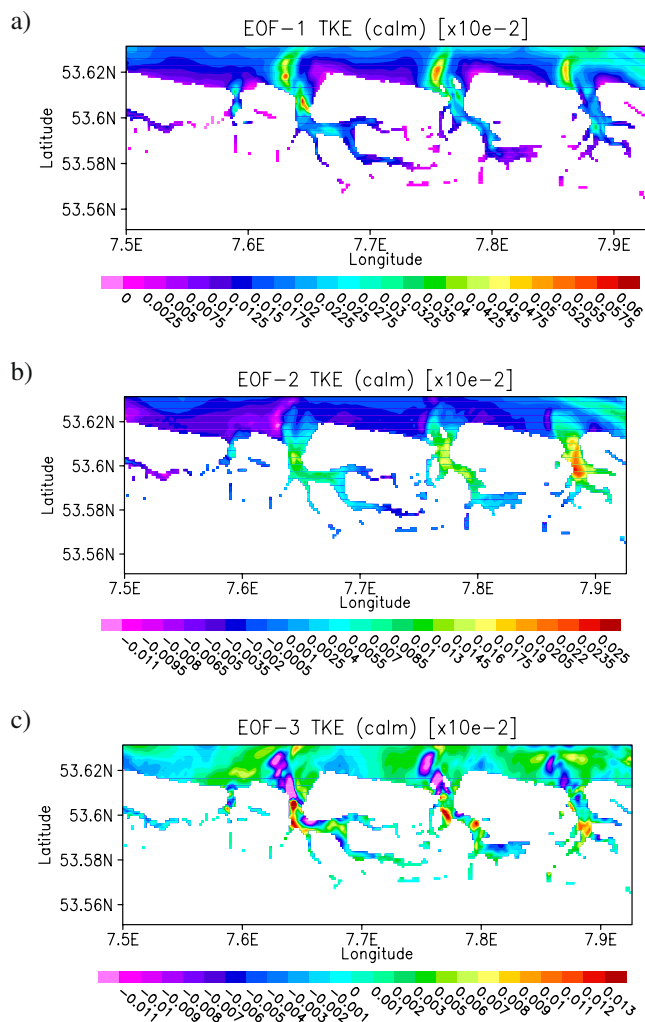 a)
EOF-1 TKE (calm) [x10e-2]
53.62N
53.6N
53.58N
53.56N
Latitude
7.5E 7.6E 7.7E 7.8E 7.9E
Longitude
0 0.0025 0.005 0.0075 0.01 0.0125 0.015 0.0175 0.02 0.025 0.0275 0.03 0.0325 0.035 0.04 0.0425 0.045 0.0475 0.05 0.0525 0.055 0.0575 0.06
b)
EOF-2 TKE (calm) [x10e-2]
53.62N
53.6N
53.58N
53.56N
Latitude
7.5E 7.6E 7.7E 7.8E 7.9E
Longitude
-0.011 -0.0095 -0.008 -0.0065 -0.005 -0.0035 -0.002 -0.0005 0.001 0.0025 0.004 0.0055 0.007 0.0085 0.01 0.013 0.0145 0.016 0.0175 0.019 0.0205 0.022 0.0235 0.025
c)
EOF-3 TKE (calm) [x10e-2]
53.62N
53.6N
53.58N
53.56N
Latitude
7.5E 7.6E 7.7E 7.8E 7.9E
Longitude
-0.011 -0.01 -0.009 -0.008 -0.007 -0.006 -0.004 -0.003 -0.002 -0.001 0 0.001 0.002 0.003 0.005 0.006 0.007 0.008 0.009 0.01 0.011 0.012 0.013